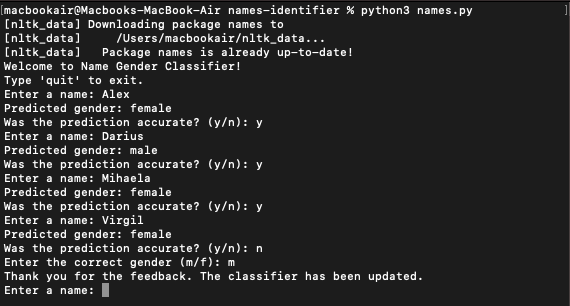 [macbookair@Macbooks-MacBook-Air names-identifier % python3 names.py ]
[nltk_data] Downloading package names to
[nltk_data]     /Users/macbookair/nltk_data...
[nltk_data]   Package names is already up-to-date!
Welcome to Name Gender Classifier!
Type 'quit' to exit.
Enter a name: Alex
Predicted gender: female
Was the prediction accurate? (y/n): y
Enter a name: Darius
Predicted gender: male
Was the prediction accurate? (y/n): y
Enter a name: Mihaela
Predicted gender: female
Was the prediction accurate? (y/n): y
Enter a name: Virgil
Predicted gender: female
Was the prediction accurate? (y/n): n
Enter the correct gender (m/f): m
Thank you for the feedback. The classifier has been updated.
Enter a name: